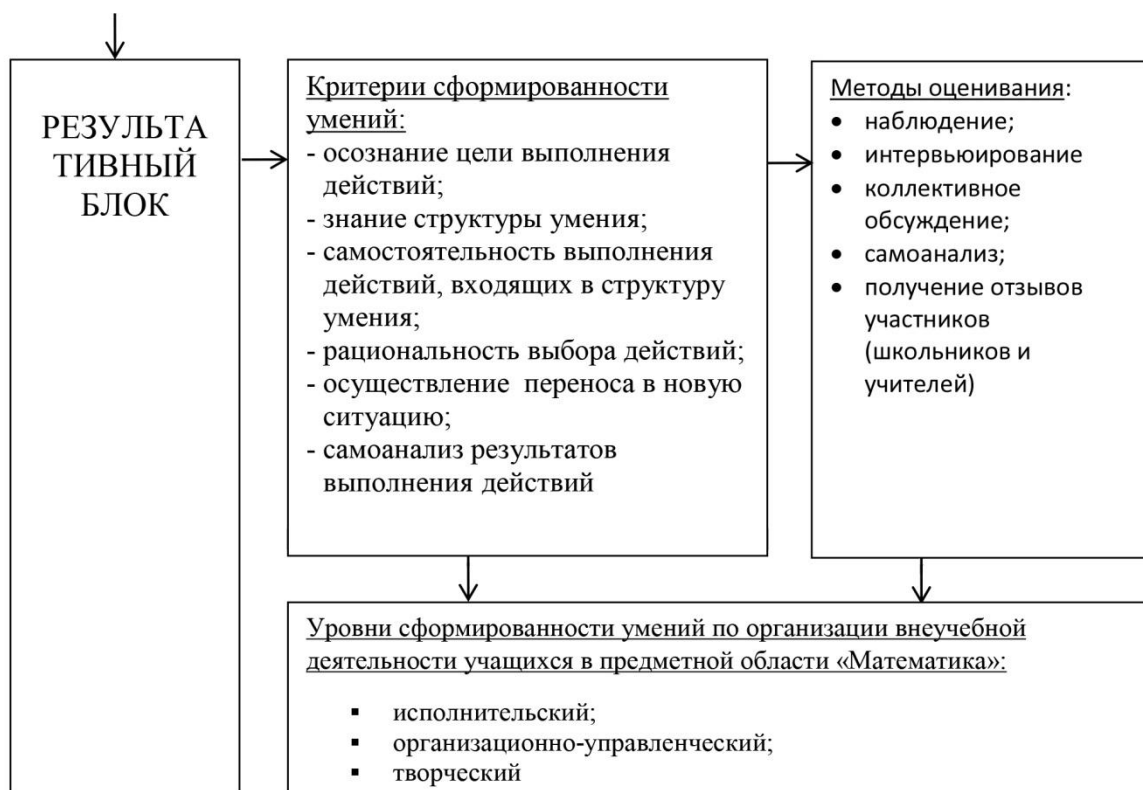 РЕЗУЛЬТА
ТИВНЫЙ
БЛОК
Критерии сформированности
умений:
- осознание цели выполнения
действий;
- знание структуры умения;
- самостоятельность выполнения
действий, входящих в структуру
умения;
- рациональность выбора действий;
- осуществление переноса в новую
ситуацию;
- самоанализ результатов
выполнения действий
Методы оценивания:
• наблюдение;
• интервьюирование
• коллективное
обсуждение;
• самоанализ;
• получение отзывов
участников
(школьников и
учителей)
Уровни сформированности умений по организации внеучебной
деятельности учащихся в предметной области «Математика»:
▪ исполнительский;
▪ организационно-управленческий;
▪ творческий